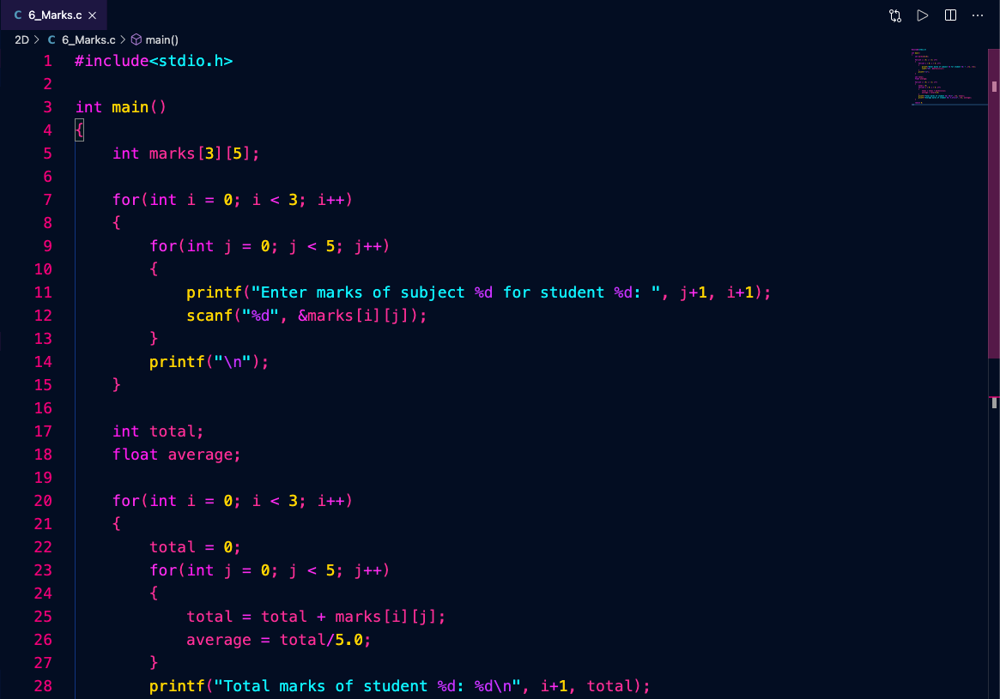 C 6_Marks.c ×
2D > C 6_Marks.c > main()
1 #include<stdio.h>
2
3 int main()
4 {
5     int marks[3][5];
6
7     for(int i = 0; i < 3; i++)
8     {
9         for(int j = 0; j < 5; j++)
10         {
11             printf("Enter marks of subject %d for student %d: ", j+1, i+1);
12             scanf("%d", &marks[i][j]);
13         }
14         printf("\n");
15     }
16
17     int total;
18     float average;
19
20     for(int i = 0; i < 3; i++)
21     {
22         total = 0;
23         for(int j = 0; j < 5; j++)
24         {
25             total = total + marks[i][j];
26             average = total/5.0;
27         }
28         printf("Total marks of student %d: %d\n", i+1, total);